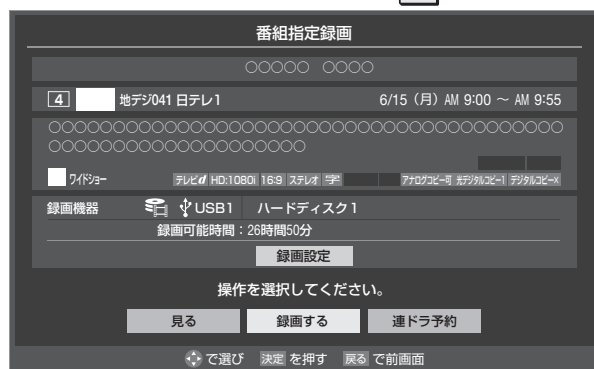 番組指定録画
○○○○○ ○○○○
4 地デジ041 日テレ1 6/15（月）AM 9:00 ～ AM 9:55
○○○○○○○○○○○○○○○○○○○○○○○○○○○○○○○○○○○○○○
○○○○○○○○○○○○○○○○○○○
ワイドショー テレビd HD:1080i 16:9 ステレオ 字 アナログコピー可 光デジタルコピー1 デジタルコピー×
録画機器 USB1 ハードディスク1
録画可能時間：26時間50分
録画設定
操作を選択してください。
見る 録画する 連ドラ予約
で選び 決定 を押す 戻る で前画面